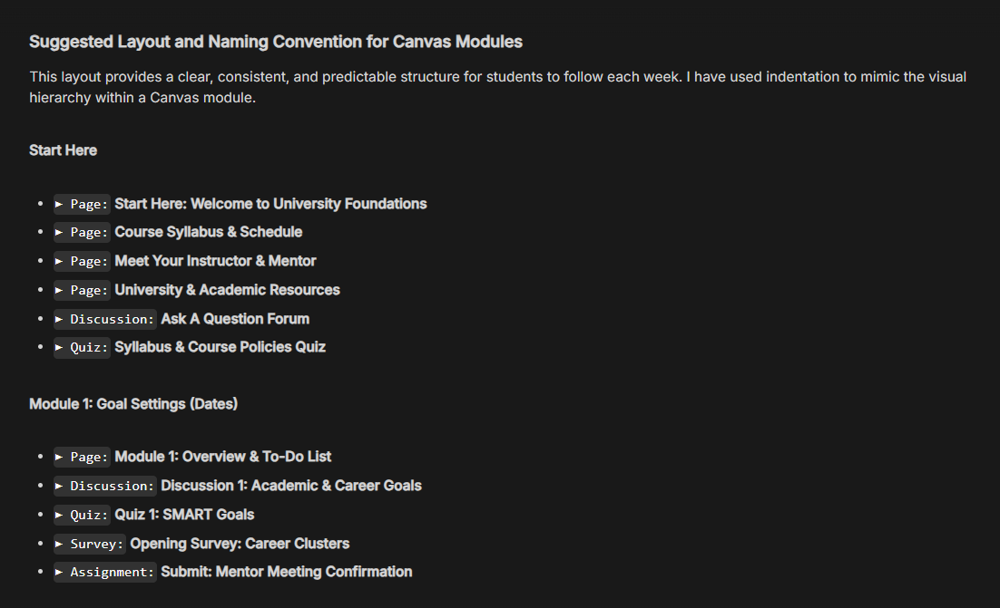 Suggested Layout and Naming Convention for Canvas Modules
This layout provides a clear, consistent, and predictable structure for students to follow each week. I have used indentation to mimic the visual
hierarchy within a Canvas module.
Start Here
• ► Page: Start Here: Welcome to University Foundations
• ► Page: Course Syllabus & Schedule
• ► Page: Meet Your Instructor & Mentor
• ► Page: University & Academic Resources
• ► Discussion: Ask A Question Forum
• ► Quiz: Syllabus & Course Policies Quiz
Module 1: Goal Settings (Dates)
• ► Page: Module 1: Overview & To-Do List
• ► Discussion: Discussion 1: Academic & Career Goals
• ► Quiz: Quiz 1: SMART Goals
• ► Survey: Opening Survey: Career Clusters
• ► Assignment: Submit: Mentor Meeting Confirmation